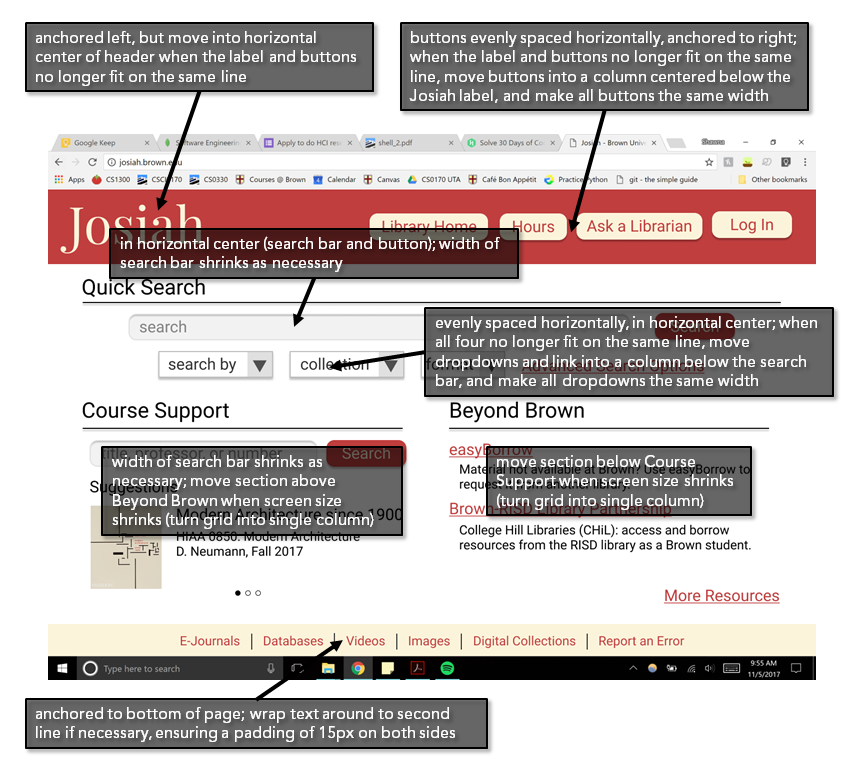 anchored left, but move into horizontal
center of header when the label and buttons
no longer fit on the same line
buttons evenly spaced horizontally, anchored to right;
when the label and buttons no longer fit on the same
line, move buttons into a column centered below the
Josiah label, and make all buttons the same width
Google Keep
Software Engineering
Apply to do HCI res
shell_2.pdf
Solve 30 Days of Co
Josiah - Brown Unive
josiah.brown.edu
Apps CS1300 CSCI1170 CS0330 Courses @ Brown Calendar Canvas CS0170 UTA Café Bon Appétit Practice Python git - the simple guide Other bookmarks
Josiah
Library Home
Hours
Ask a Librarian
Log In
in horizontal center (search bar and button); width of
search bar shrinks as necessary
Quick Search
search
Search
evenly spaced horizontally, in horizontal center; when
all four no longer fit on the same line, move
dropdowns and link into a column below the search
bar, and make all dropdowns the same width
search by
collection
format
Advanced Search Options
Course Support
title, professor, or number
Search
width of search bar shrinks as
necessary; move section above
Beyond Brown when screen size
shrinks (turn grid into single column)
Suggestions
Modern Architecture since 1900
HIAA 0850. Modern Architecture
D. Neumann, Fall 2017
Beyond Brown
easyBorrow
Material not available at Brown? Use easyBorrow to
request it from another library.
move section below Course
Support when screen size shrinks
(turn grid into single column)
Brown-RISD Library Partnership
College Hill Libraries (CHiL): access and borrow
resources from the RISD library as a Brown student.
More Resources
E-Journals | Databases | Videos | Images | Digital Collections | Report an Error
Type here to search
9:55 AM
11/5/2017
anchored to bottom of page; wrap text around to second
line if necessary, ensuring a padding of 15px on both sides